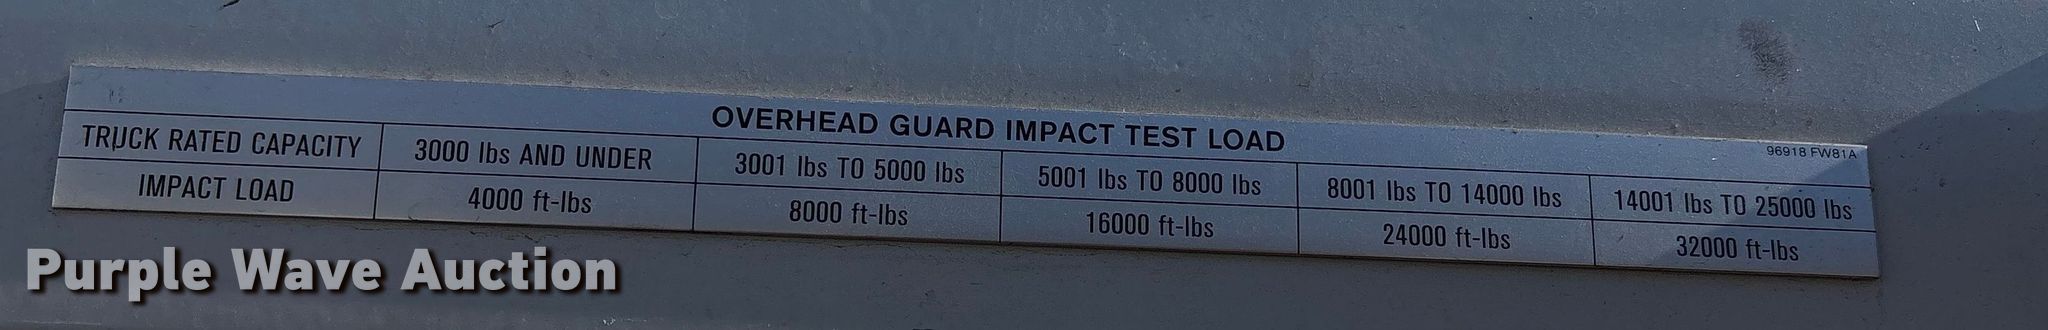 OVERHEAD GUARD IMPACT TEST LOAD
96918 FW81A
TRUCK RATED CAPACITY 3000 lbs AND UNDER 3001 lbs TO 5000 lbs 5001 lbs TO 8000 lbs 8001 lbs TO 14000 lbs 14001 lbs TO 25000 lbs
IMPACT LOAD 4000 ft-lbs 8000 ft-lbs 16000 ft-lbs 24000 ft-lbs 32000 ft-lbs
Purple Wave Auction